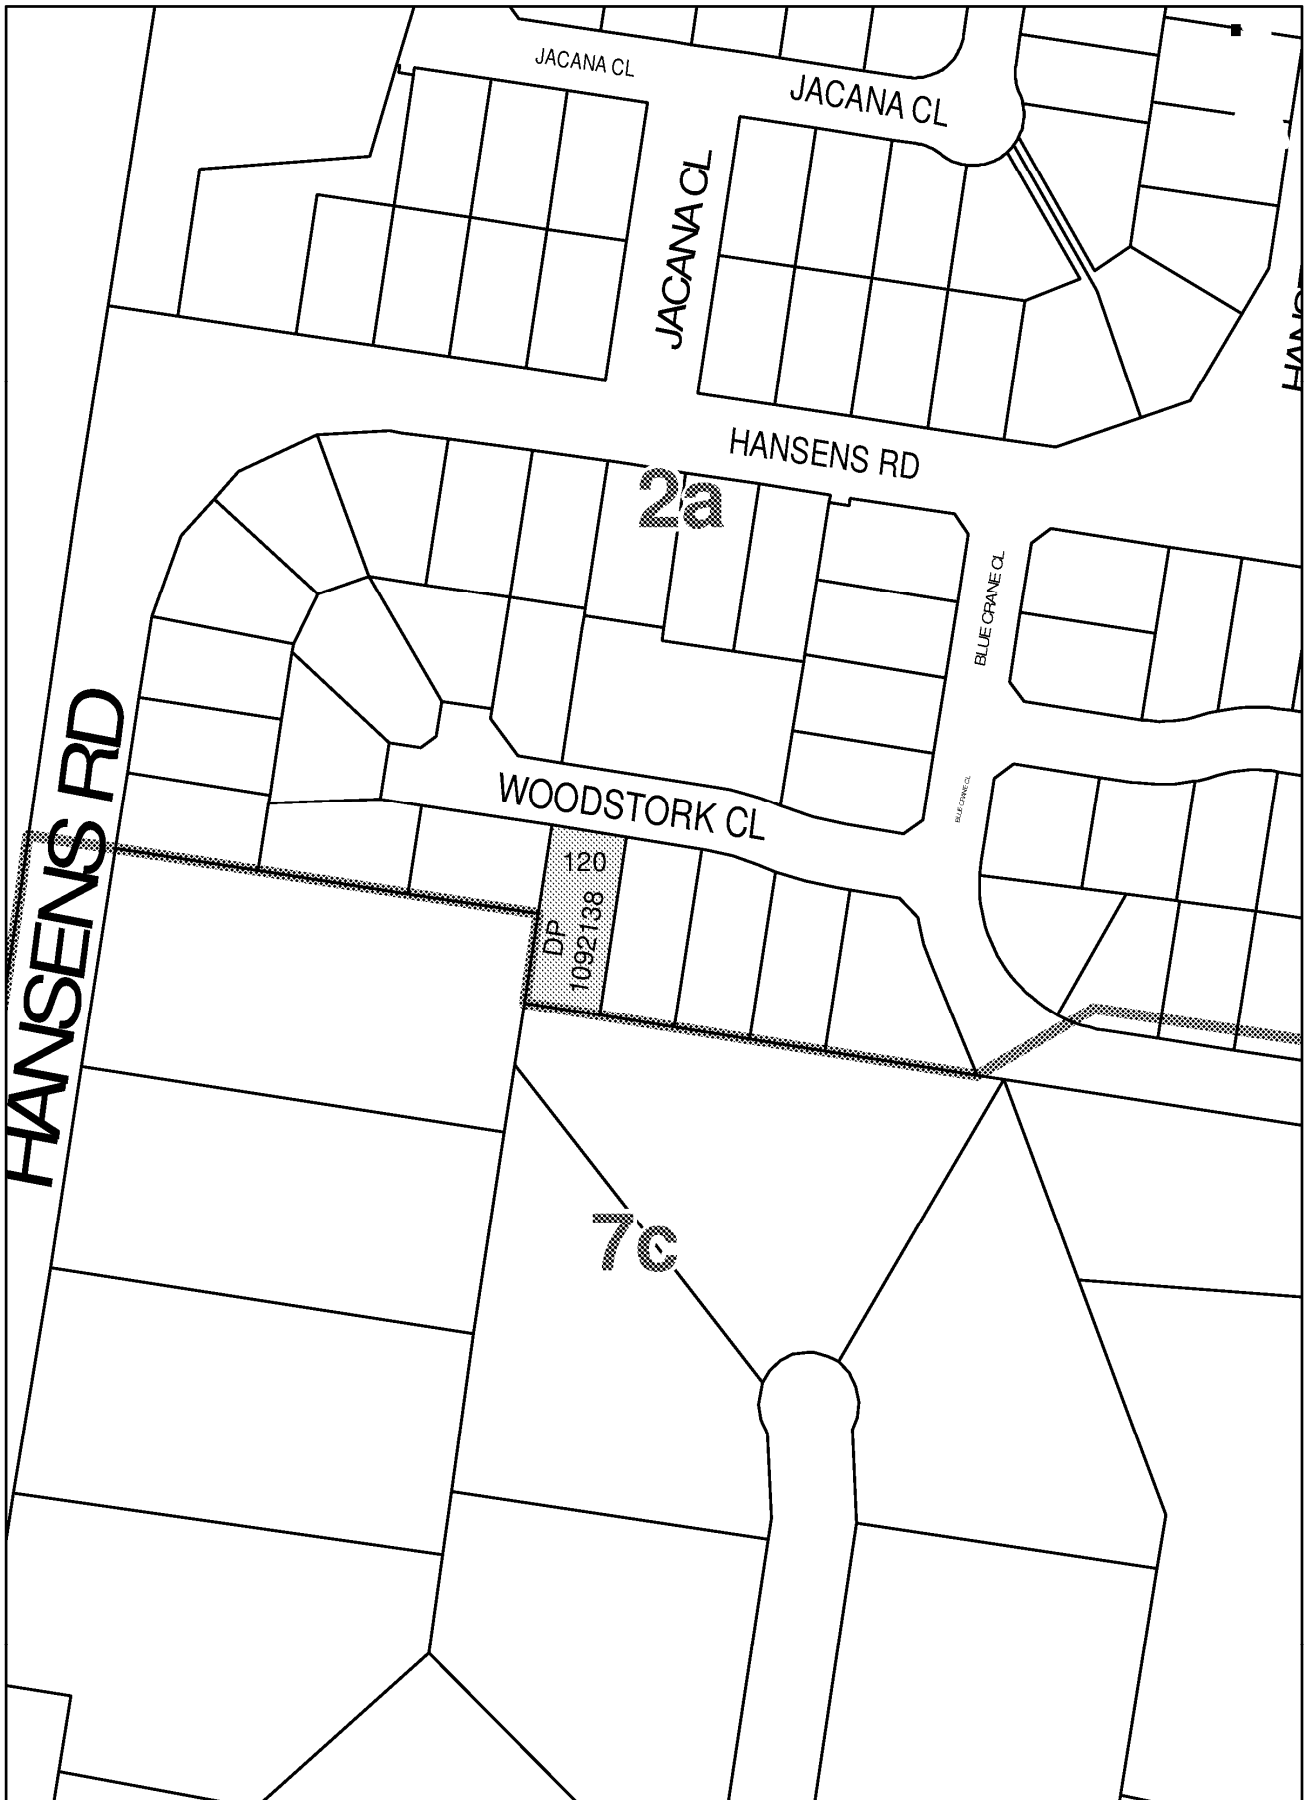 JACANA CL
JACANA CL
JACANA CL
HANSENS RD
2a
BLUE CRANE CL
HANSENS RD
WOODSTORK CL
BLUE CRANE CL
120
DP
1092138
7c